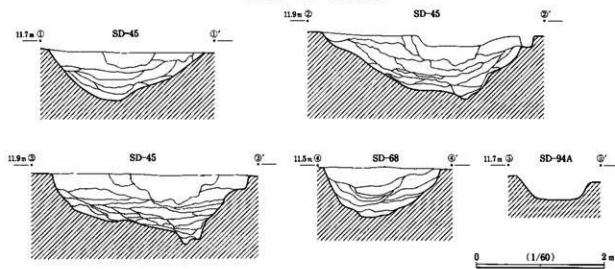 11.7m ① SD-45 ①′
11.9m ② SD-45 ②′
11.9m ③ SD-45 ③′
11.5m ④ SD-68 ④′
11.7m ⑤ SD-94A ⑤′
0 (1/60) 2m